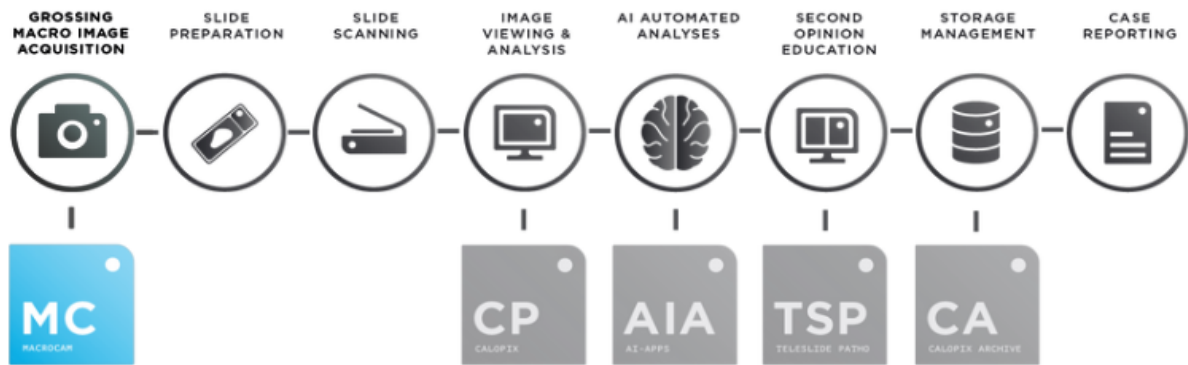 GROSSING
MACRO IMAGE
ACQUISITION
SLIDE
PREPARATION
SLIDE
SCANNING
IMAGE
VIEWING &
ANALYSIS
AI AUTOMATED
ANALYSES
SECOND
OPINION
EDUCATION
STORAGE
MANAGEMENT
CASE
REPORTING
MC
MACROCAM
CP
CALOPIX
AIA
AI-APPS
TSP
TELESLIDE PATHO
CA
CALOPIX ARCHIVE